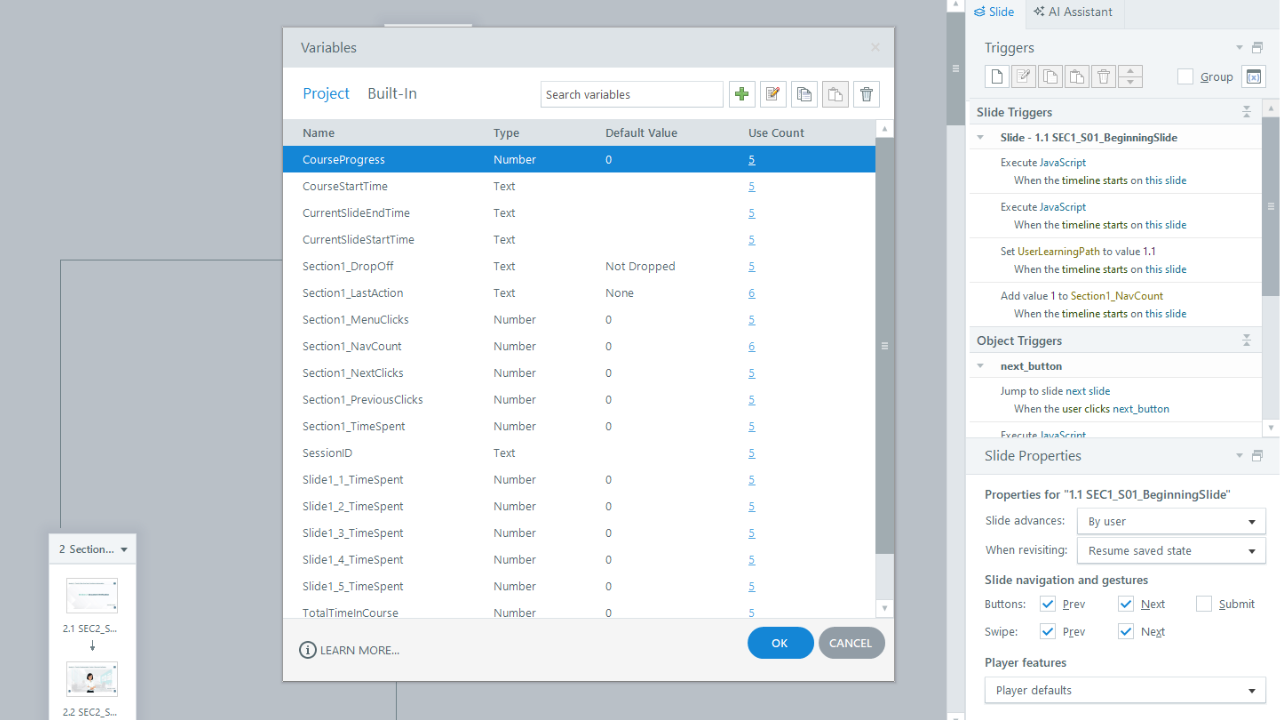 Variables
Project Built-In Search variables
Name Type Default Value Use Count
CourseProgress Number 0 5
CourseStartTime Text 5
CurrentSlideEndTime Text 5
CurrentSlideStartTime Text 5
Section1_DropOff Text Not Dropped 5
Section1_LastAction Text None 6
Section1_MenuClicks Number 0 5
Section1_NavCount Number 0 6
Section1_NextClicks Number 0 5
Section1_PreviousClicks Number 0 5
Section1_TimeSpent Number 0 5
SessionID Text 5
Slide1_1_TimeSpent Number 0 5
Slide1_2_TimeSpent Number 0 5
Slide1_3_TimeSpent Number 0 5
Slide1_4_TimeSpent Number 0 5
Slide1_5_TimeSpent Number 0 5
TotalTimeInCourse Number 0 5
LEARN MORE... OK CANCEL
2 Section...
2.1 SEC2_S...
2.2 SEC2_S...
Slide AI Assistant
Triggers
Group
Slide Triggers
Slide - 1.1 SEC1_S01_BeginningSlide
Execute JavaScript
When the timeline starts on this slide
Execute JavaScript
When the timeline starts on this slide
Set UserLearningPath to value 1.1
When the timeline starts on this slide
Add value 1 to Section1_NavCount
When the timeline starts on this slide
Object Triggers
next_button
Jump to slide next slide
When the user clicks next_button
Execute JavaScript
Slide Properties
Properties for "1.1 SEC1_S01_BeginningSlide"
Slide advances: By user
When revisiting: Resume saved state
Slide navigation and gestures
Buttons: Prev Next Submit
Swipe: Prev Next
Player features
Player defaults